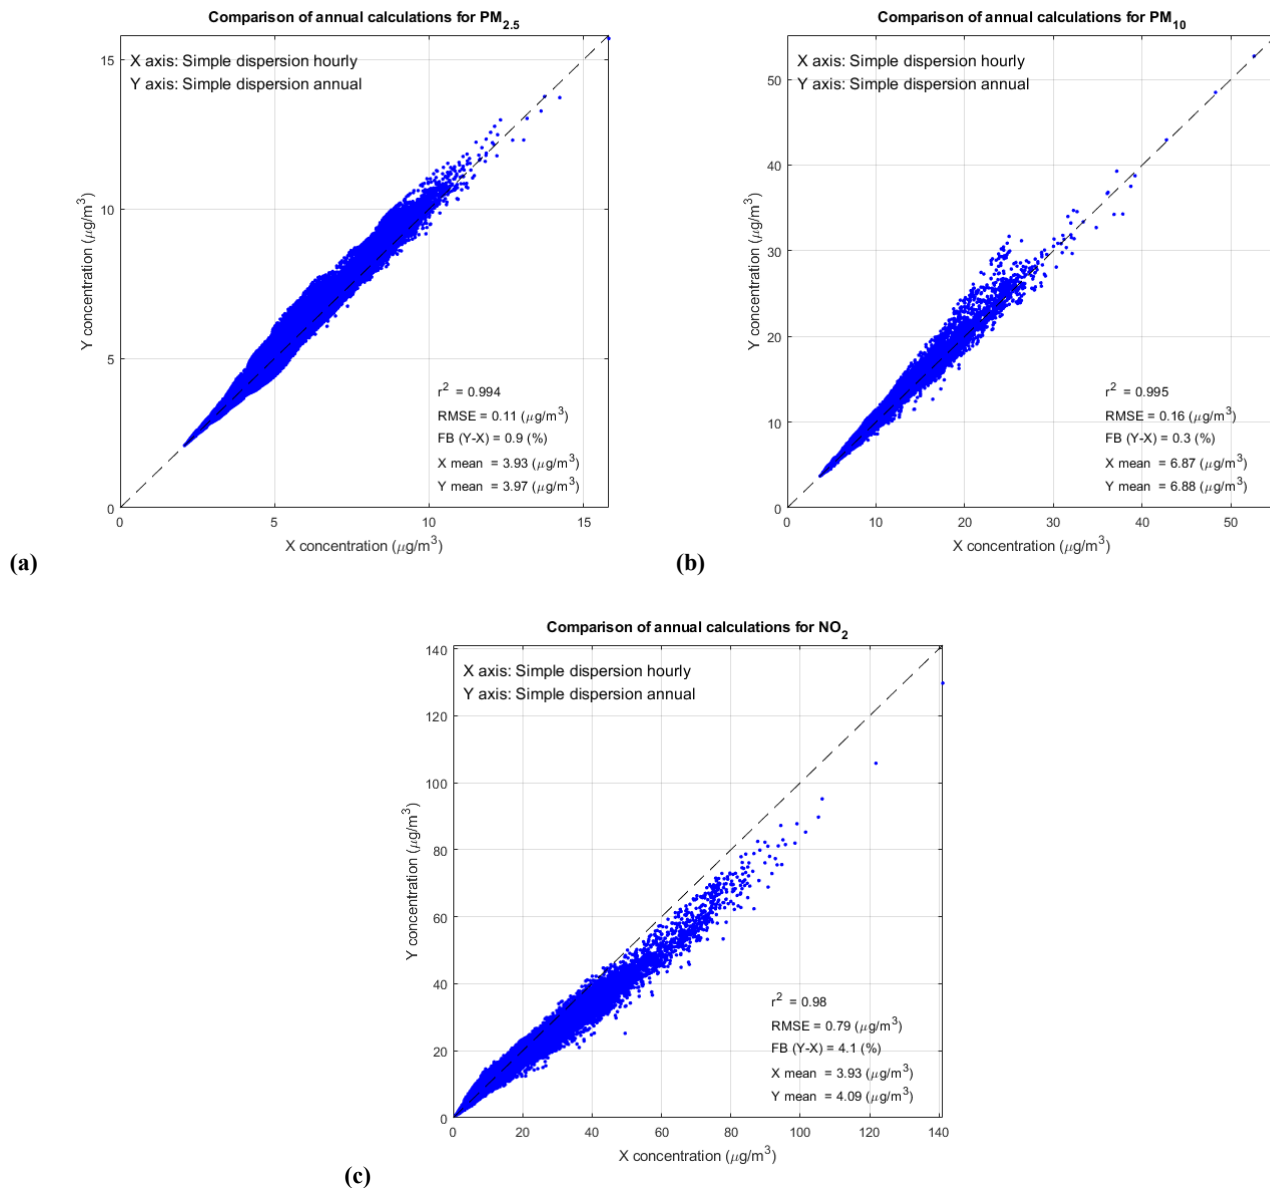 Comparison of annual calculations for PM2.5
X axis: Simple dispersion hourly
Y axis: Simple dispersion annual
15
10
5
0
0 5 10 15
Y concentration (μg/m3)
X concentration (μg/m3)
r2 = 0.994
RMSE = 0.11 (μg/m3)
FB (Y-X) = 0.9 (%)
X mean = 3.93 (μg/m3)
Y mean = 3.97 (μg/m3)
(a)
Comparison of annual calculations for PM10
X axis: Simple dispersion hourly
Y axis: Simple dispersion annual
50
40
30
20
10
0
0 10 20 30 40 50
Y concentration (μg/m3)
X concentration (μg/m3)
r2 = 0.995
RMSE = 0.16 (μg/m3)
FB (Y-X) = 0.3 (%)
X mean = 6.87 (μg/m3)
Y mean = 6.88 (μg/m3)
(b)
Comparison of annual calculations for NO2
X axis: Simple dispersion hourly
Y axis: Simple dispersion annual
140
120
100
80
60
40
20
0
0 20 40 60 80 100 120 140
Y concentration (μg/m3)
X concentration (μg/m3)
r2 = 0.98
RMSE = 0.79 (μg/m3)
FB (Y-X) = 4.1 (%)
X mean = 3.93 (μg/m3)
Y mean = 4.09 (μg/m3)
(c)